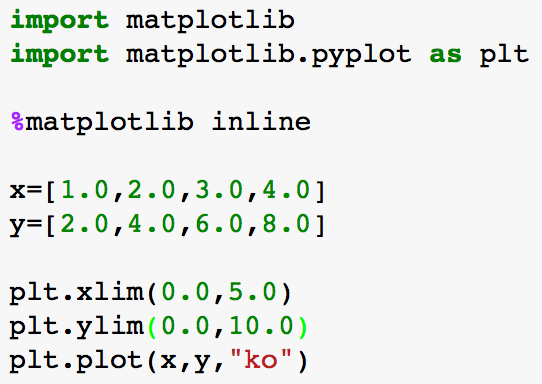 import matplotlib
import matplotlib.pyplot as plt
%matplotlib inline
x=[1.0,2.0,3.0,4.0]
y=[2.0,4.0,6.0,8.0]
plt.xlim(0.0,5.0)
plt.ylim(0.0,10.0)
plt.plot(x,y,"ko")